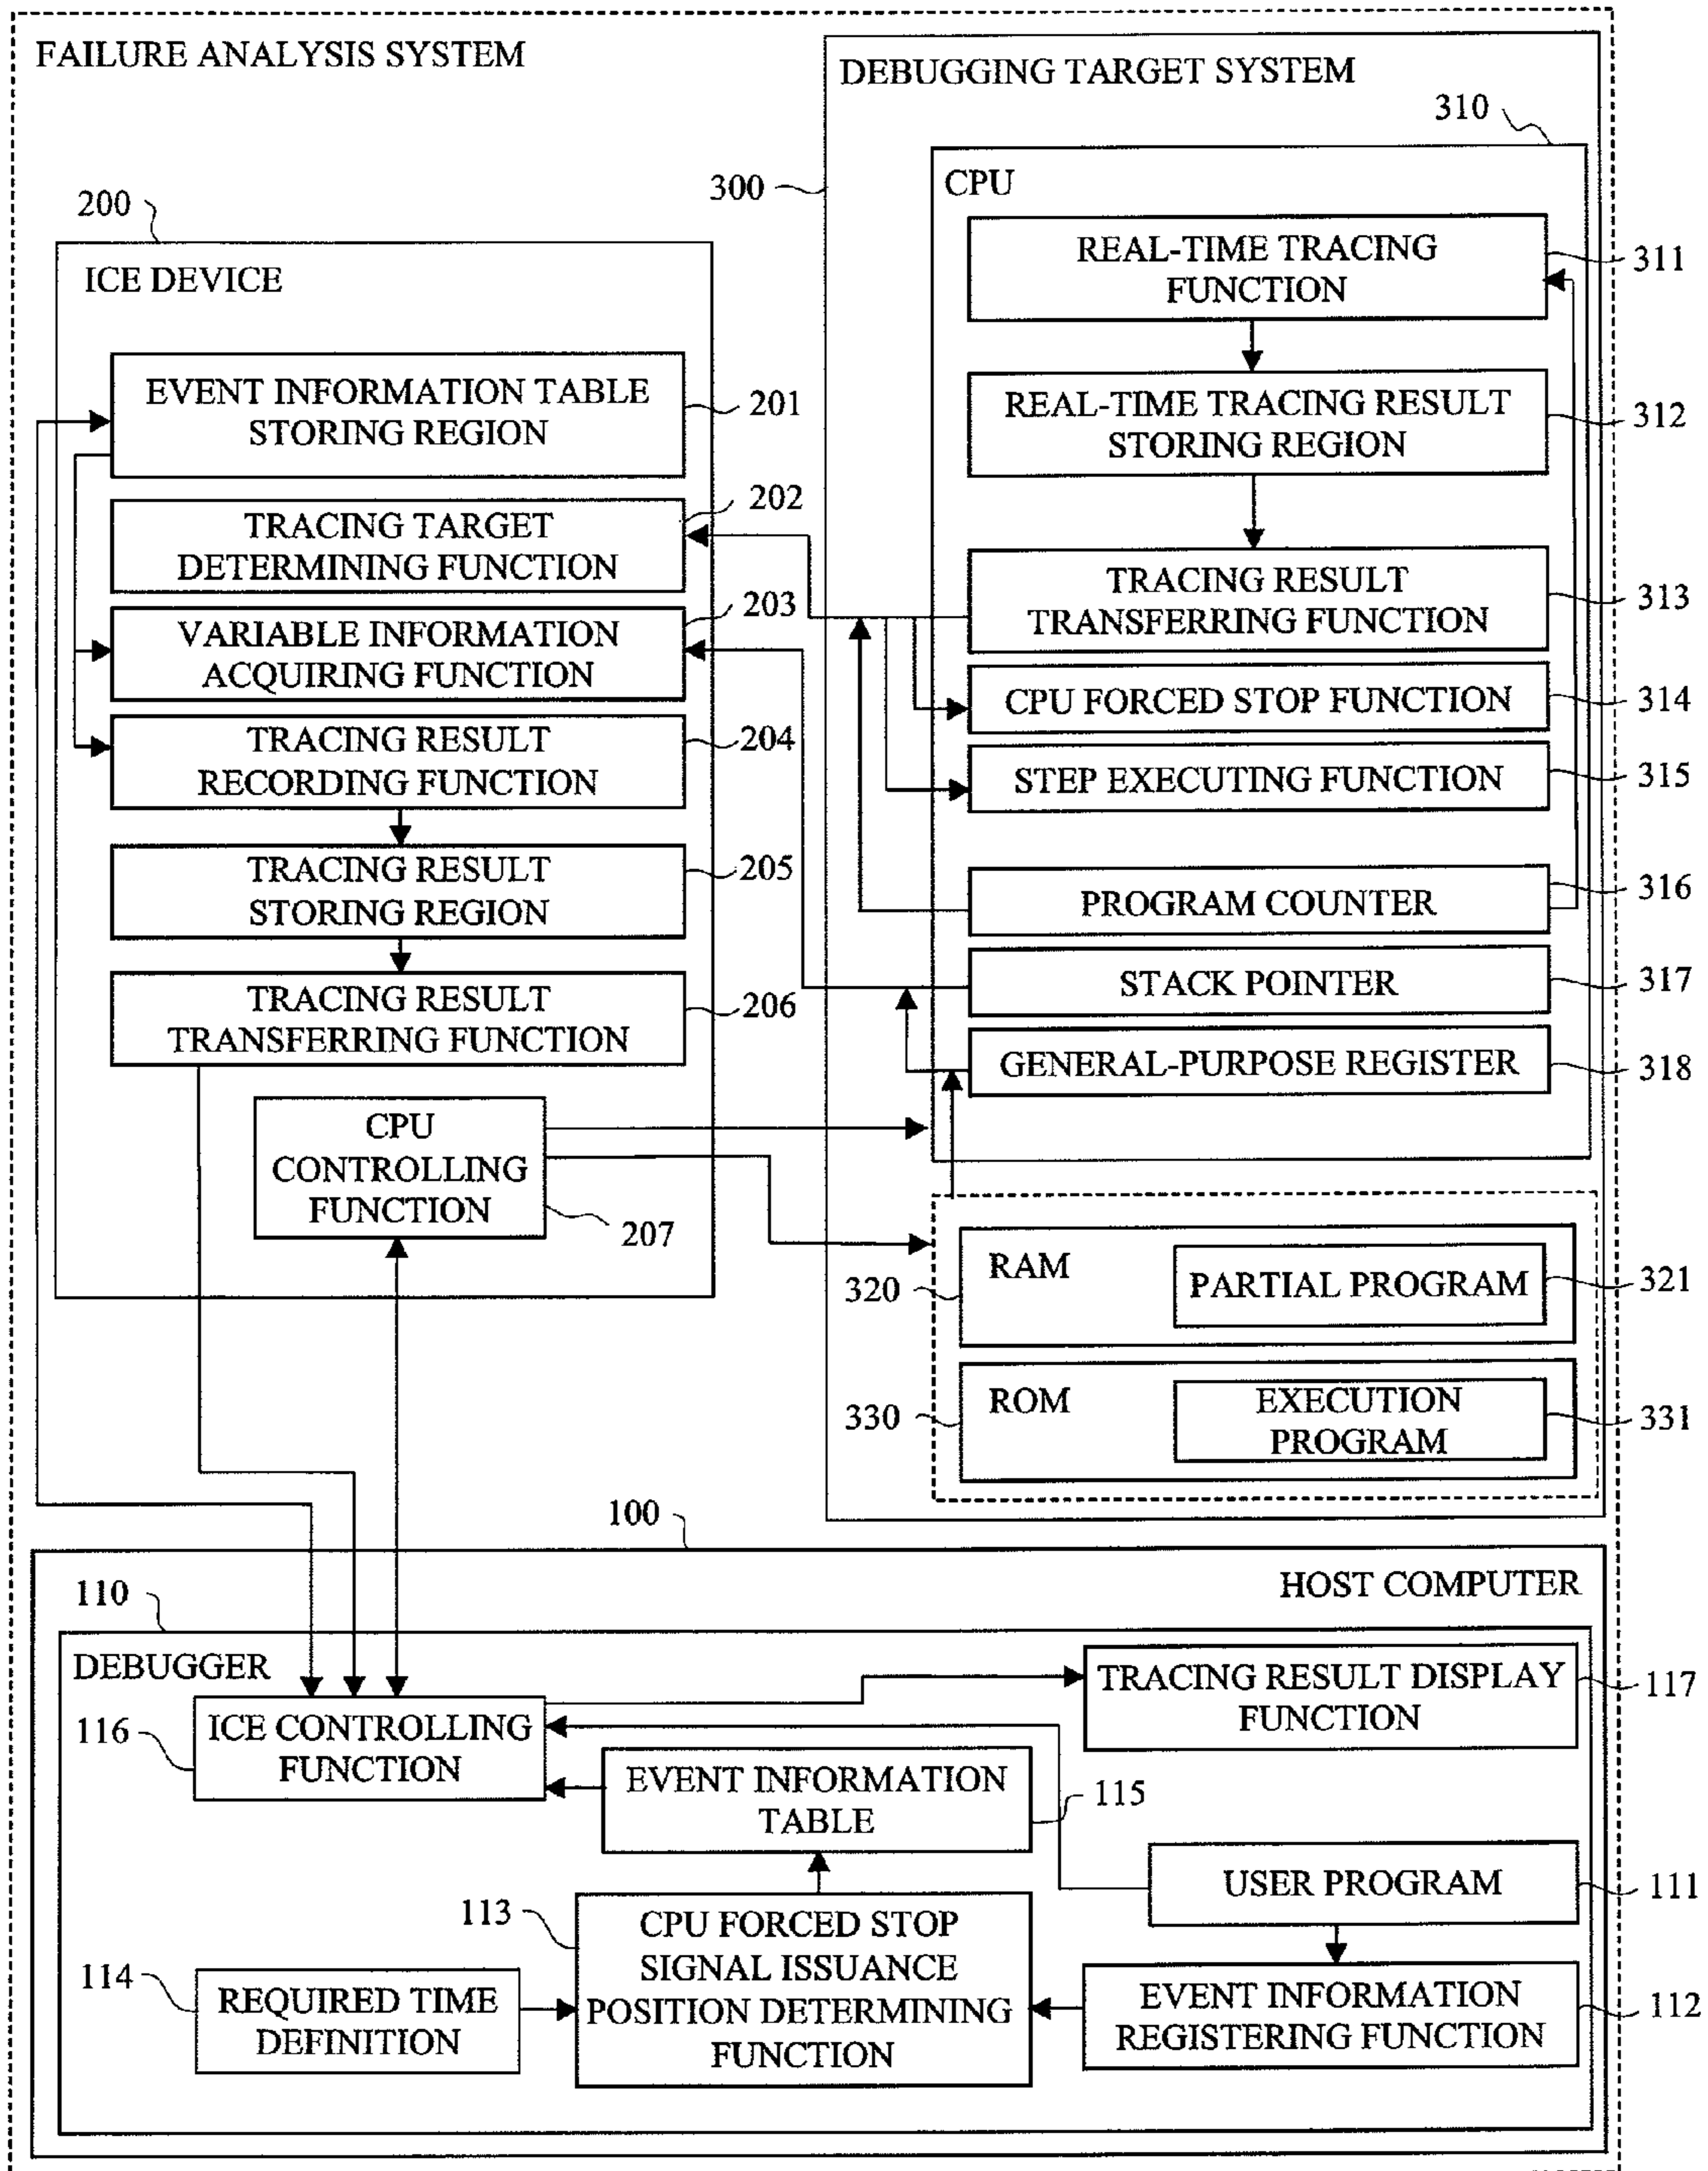 FAILURE ANALYSIS SYSTEM
200
ICE DEVICE
EVENT INFORMATION TABLE
STORING REGION
201
TRACING TARGET
DETERMINING FUNCTION
202
VARIABLE INFORMATION
ACQUIRING FUNCTION
203
TRACING RESULT
RECORDING FUNCTION
204
TRACING RESULT
STORING REGION
205
TRACING RESULT
TRANSFERRING FUNCTION
206
CPU
CONTROLLING
FUNCTION
207
300
DEBUGGING TARGET SYSTEM
310
CPU
REAL-TIME TRACING
FUNCTION
311
REAL-TIME TRACING RESULT
STORING REGION
312
TRACING RESULT
TRANSFERRING FUNCTION
313
CPU FORCED STOP FUNCTION
314
STEP EXECUTING FUNCTION
315
PROGRAM COUNTER
316
STACK POINTER
317
GENERAL-PURPOSE REGISTER
318
320
RAM
PARTIAL PROGRAM
321
330
ROM
EXECUTION
PROGRAM
331
100
HOST COMPUTER
110
DEBUGGER
116
ICE CONTROLLING
FUNCTION
TRACING RESULT DISPLAY
FUNCTION
117
EVENT INFORMATION
TABLE
115
USER PROGRAM
111
113
CPU FORCED STOP
SIGNAL ISSUANCE
POSITION DETERMINING
FUNCTION
114
REQUIRED TIME
DEFINITION
EVENT INFORMATION
REGISTERING FUNCTION
112